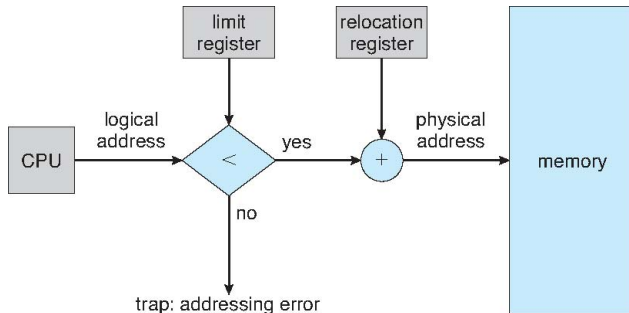 limit
register
relocation
register
logical
address
physical
address
CPU
<
yes
+
memory
no
trap: addressing error